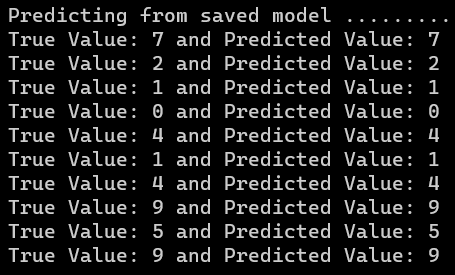 Predicting from saved model .........
True Value: 7 and Predicted Value: 7
True Value: 2 and Predicted Value: 2
True Value: 1 and Predicted Value: 1
True Value: 0 and Predicted Value: 0
True Value: 4 and Predicted Value: 4
True Value: 1 and Predicted Value: 1
True Value: 4 and Predicted Value: 4
True Value: 9 and Predicted Value: 9
True Value: 5 and Predicted Value: 5
True Value: 9 and Predicted Value: 9